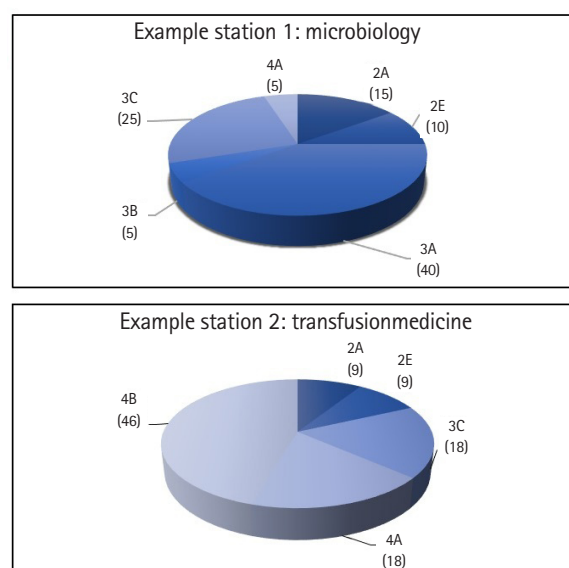 Example station 1: microbiology
4A
(5)
2A
(15)
2E
(10)
3C
(25)
3B
(5)
3A
(40)
Example station 2: transfusionmedicine
2A
(9)
2E
(9)
4B
(46)
3C
(18)
4A
(18)